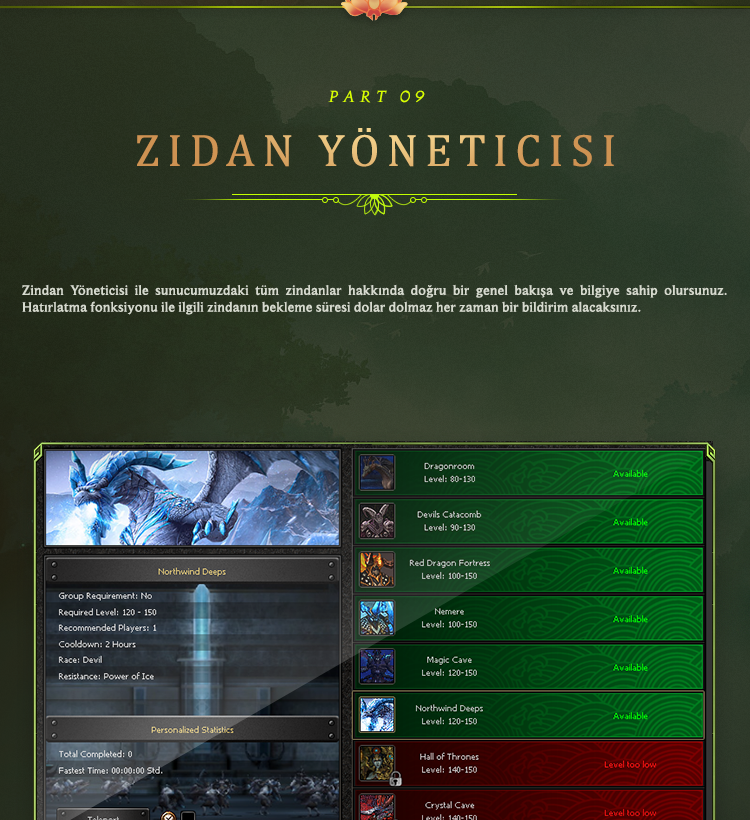 PART 09
ZIDAN YÖNETICISI
Zindan Yöneticisi ile sunucumuzdaki tüm zindanlar hakkında doğru bir genel bakışa ve bilgiye sahip olursunuz.
Hatırlatma fonksiyonu ile ilgili zindanın bekleme süresi dolar dolmaz her zaman bir bildirim alacaksınız.
Northwind Deeps
Group Requirement: No
Required Level: 120 - 150
Recommended Players: 1
Cooldown: 2 Hours
Race: Devil
Resistance: Power of Ice
Personalized Statistics
Total Completed: 0
Fastest Time: 00:00:00 Std.
Teleport
Dragonroom
Level: 80-130
Available
Devils Catacomb
Level: 90-130
Available
Red Dragon Fortress
Level: 100-150
Available
Nemere
Level: 100-150
Available
Magic Cave
Level: 120-150
Available
Northwind Deeps
Level: 120-150
Available
Hall of Thrones
Level: 140-150
Level too low
Crystal Cave
Level: 140-150
Level too low